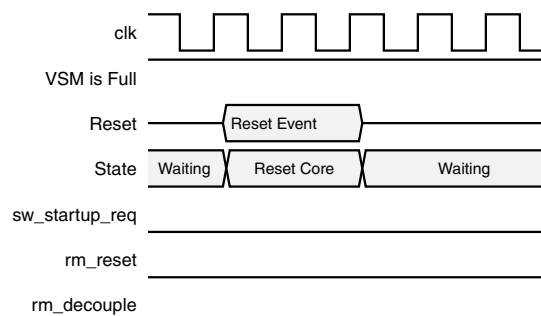 clk
VSM is Full
Reset Reset Event
State Waiting Reset Core Waiting
sw_startup_req
rm_reset
rm_decouple